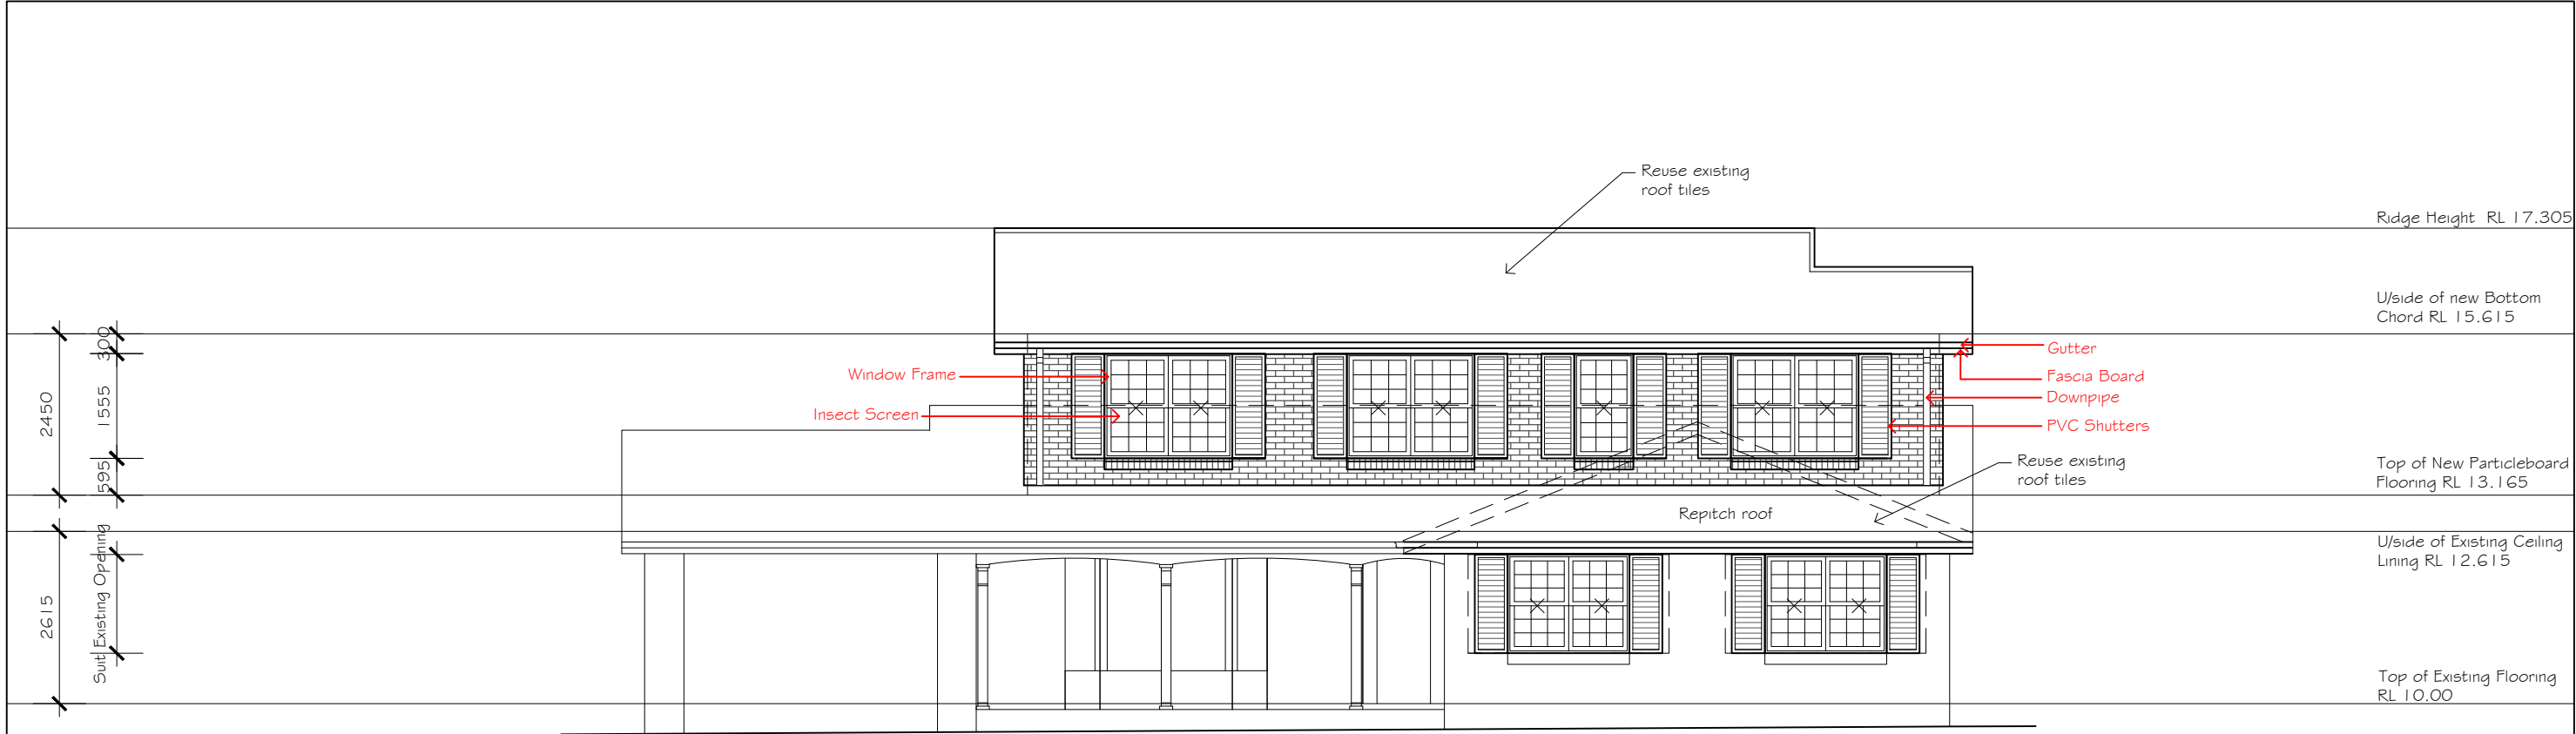 Reuse existing
roof tiles
Ridge Height RL 17.305
U/side of new Bottom
Chord RL 15.615
300
2450
1555
595
Window Frame
Insect Screen
Gutter
Fascia Board
Downpipe
PVC Shutters
Reuse existing
roof tiles
Top of New Particleboard
Flooring RL 13.165
Repitch roof
U/side of Existing Ceiling
Lining RL 12.615
2615
Suit Existing Opening
Top of Existing Flooring
RL 10.00